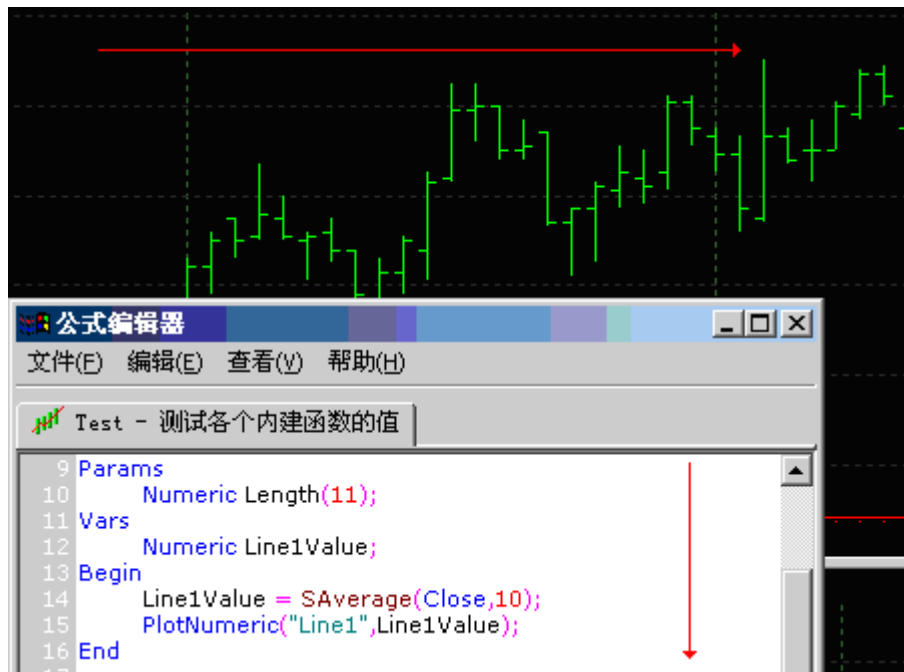 公式编辑器
文件(F) 编辑(E) 查看(V) 帮助(H)
Test - 测试各个内建函数的值
9 Params
10 Numeric Length(11);
11 Vars
12 Numeric Line1Value;
13 Begin
14 Line1Value = SAverage(Close,10);
15 PlotNumeric("Line1",Line1Value);
16 End